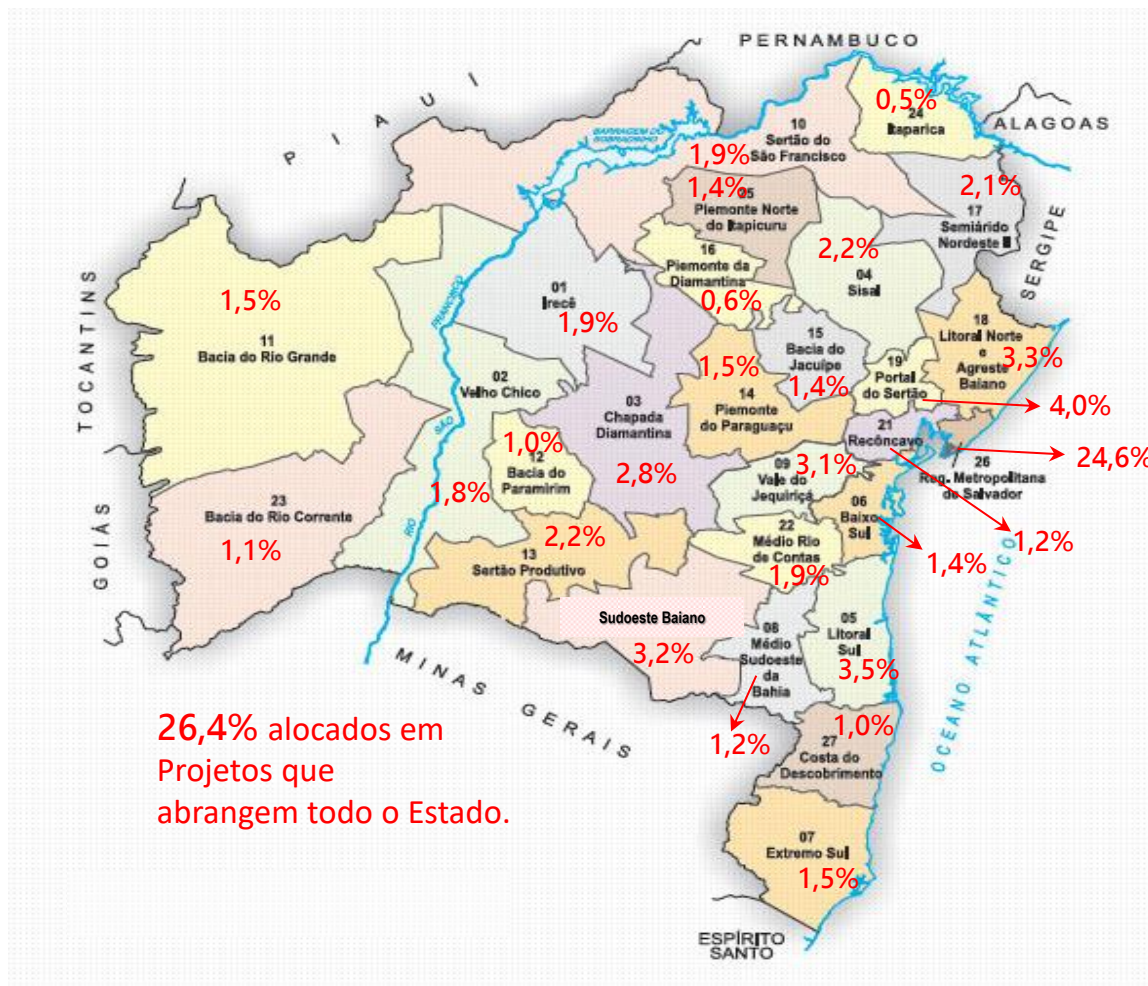 PERNAMBUCO
PIAUÍ
ALAGOAS
SERGIPE
TOCANTINS
GOIÁS
MINAS GERAIS
ESPÍRITO
SANTO
OCEANO ATLÂNTICO
BARRAGEM DO
SOBRADINHO
RIO
SÃO
FRANCISCO
0,5%
24
Itaparica
10
Sertão do
São Francisco
1,9%
1,4%
25
Piemonte Norte
do Itapicuru
2,1%
17
Semiárido
Nordeste II
16
Piemonte da
Diamantina
0,6%
2,2%
04
Sisal
01
Irecê
1,9%
1,5%
11
Bacia do Rio Grande
15
Bacia do
Jacuípe
1,4%
18
Litoral Norte
e
Agreste
Baiano
3,3%
19
Portal
do Sertão
4,0%
02
Velho Chico
1,8%
03
Chapada
Diamantina
2,8%
1,5%
14
Piemonte
do Paraguaçu
21
Recôncavo
1,2%
24,6%
26
Reg. Metropolitana
de Salvador
1,0%
12
Bacia do
Paramirim
3,1%
09
Vale do
Jequiriçá
06
Baixo
Sul
1,4%
23
Bacia do Rio Corrente
1,1%
2,2%
13
Sertão Produtivo
22
Médio Rio
de Contas
1,9%
Sudoeste Baiano
3,2%
08
Médio
Sudoeste
da
Bahia
1,2%
05
Litoral
Sul
3,5%
1,0%
27
Costa do
Descobrimento
07
Extremo Sul
1,5%
26,4% alocados em
Projetos que
abrangem todo o Estado.